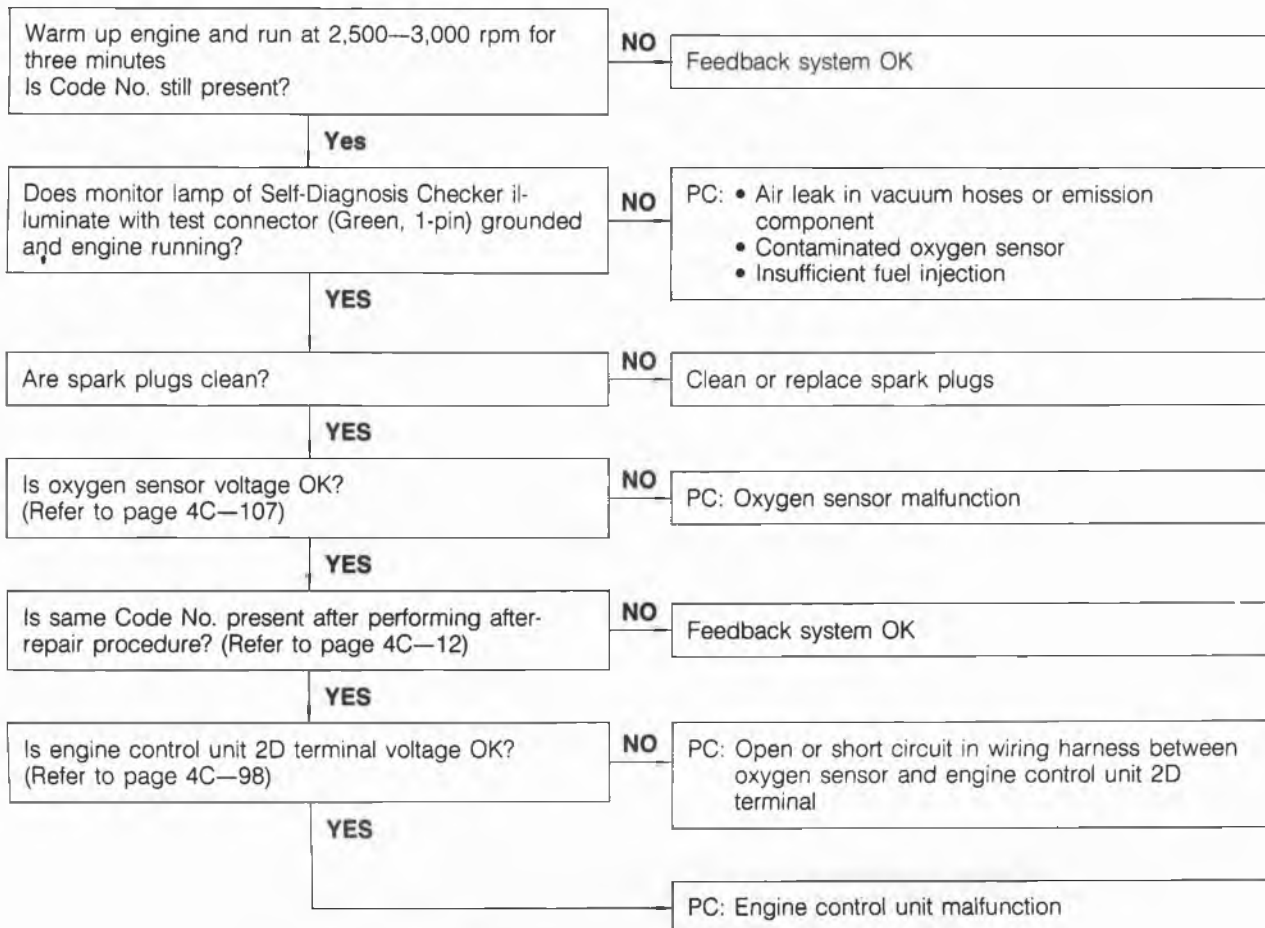 Warm up engine and run at 2,500—3,000 rpm for
three minutes
Is Code No. still present?
NO
Feedback system OK
Yes
Does monitor lamp of Self-Diagnosis Checker il-
luminate with test connector (Green, 1-pin) grounded
and engine running?
NO
PC: • Air leak in vacuum hoses or emission
component
• Contaminated oxygen sensor
• Insufficient fuel injection
YES
Are spark plugs clean?
NO
Clean or replace spark plugs
YES
Is oxygen sensor voltage OK?
(Refer to page 4C—107)
NO
PC: Oxygen sensor malfunction
YES
Is same Code No. present after performing after-
repair procedure? (Refer to page 4C—12)
NO
Feedback system OK
YES
Is engine control unit 2D terminal voltage OK?
(Refer to page 4C—98)
NO
PC: Open or short circuit in wiring harness between
oxygen sensor and engine control unit 2D
terminal
YES
PC: Engine control unit malfunction